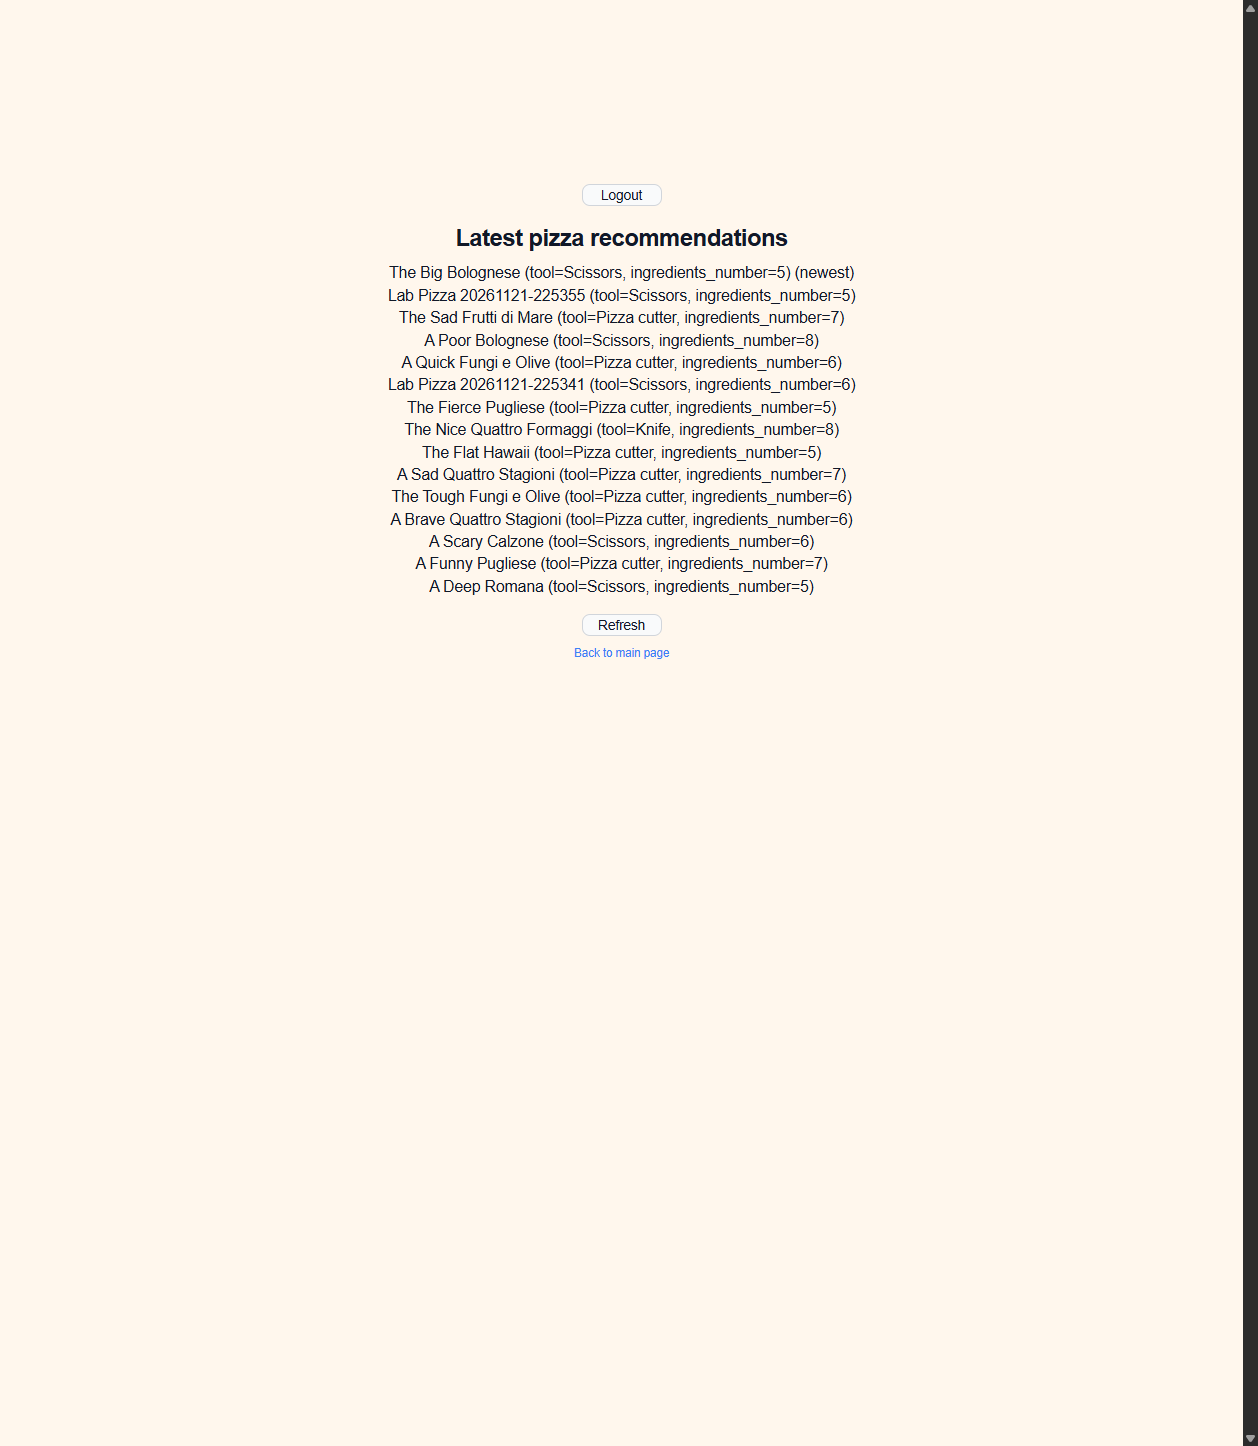 Logout
Latest pizza recommendations
The Big Bolognese (tool=Scissors, ingredients_number=5) (newest)
Lab Pizza 20261121-225355 (tool=Scissors, ingredients_number=5)
The Sad Frutti di Mare (tool=Pizza cutter, ingredients_number=7)
A Poor Bolognese (tool=Scissors, ingredients_number=8)
A Quick Fungi e Olive (tool=Pizza cutter, ingredients_number=6)
Lab Pizza 20261121-225341 (tool=Scissors, ingredients_number=6)
The Fierce Pugliese (tool=Pizza cutter, ingredients_number=5)
The Nice Quattro Formaggi (tool=Knife, ingredients_number=8)
The Flat Hawaii (tool=Pizza cutter, ingredients_number=5)
A Sad Quattro Stagioni (tool=Pizza cutter, ingredients_number=7)
The Tough Fungi e Olive (tool=Pizza cutter, ingredients_number=6)
A Brave Quattro Stagioni (tool=Pizza cutter, ingredients_number=6)
A Scary Calzone (tool=Scissors, ingredients_number=6)
A Funny Pugliese (tool=Pizza cutter, ingredients_number=7)
A Deep Romana (tool=Scissors, ingredients_number=5)
Refresh
Back to main page